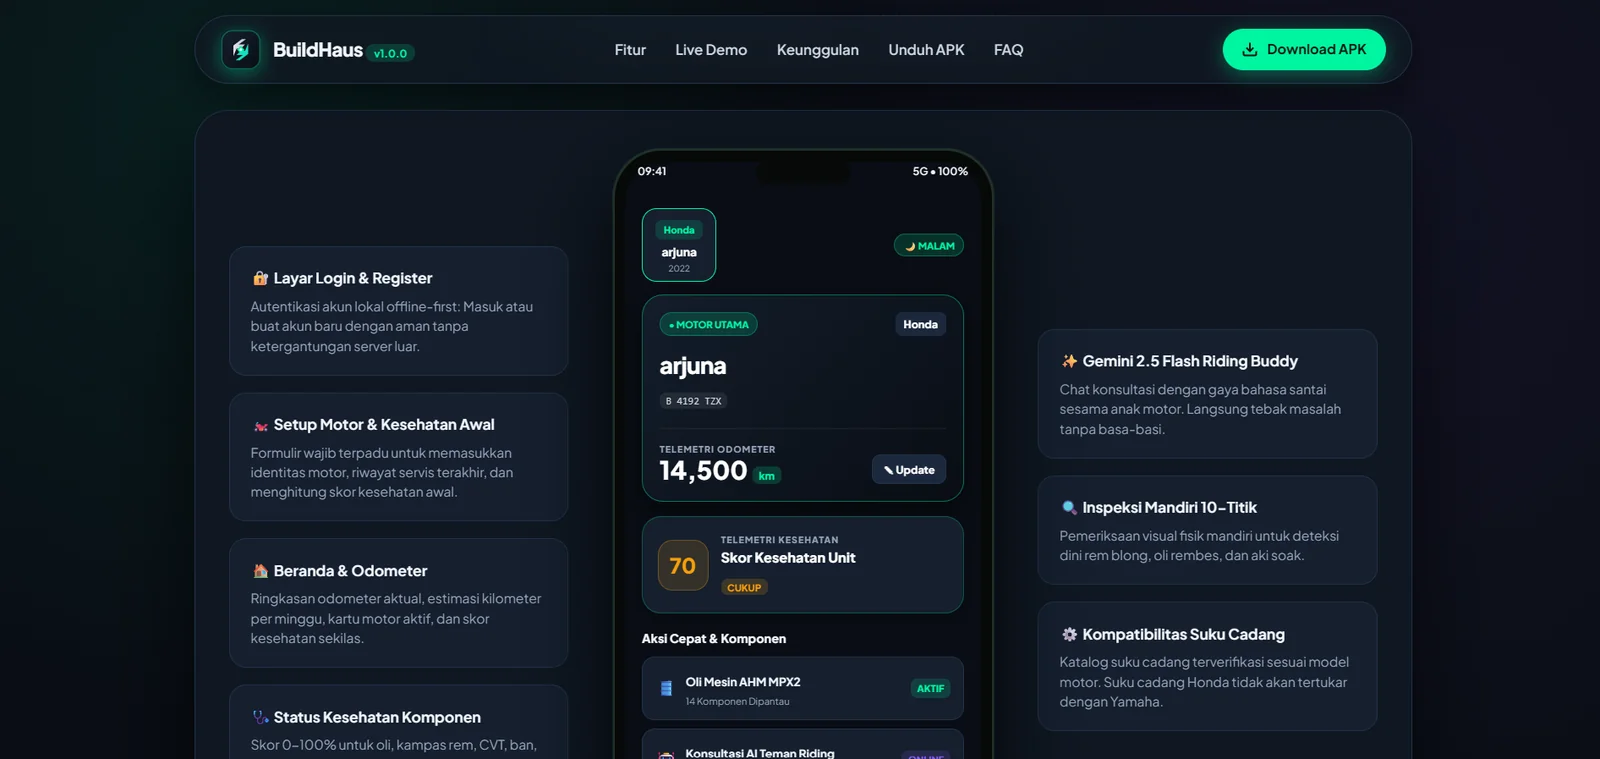 BuildHaus v1.0.0
Fitur
Live Demo
Keunggulan
Unduh APK
FAQ
Download APK
Layar Login & Register
Autentikasi akun lokal offline-first: Masuk atau
buat akun baru dengan aman tanpa
ketergantungan server luar.
Setup Motor & Kesehatan Awal
Formulir wajib terpadu untuk memasukkan
identitas motor, riwayat servis terakhir, dan
menghitung skor kesehatan awal.
Beranda & Odometer
Ringkasan odometer aktual, estimasi kilometer
per minggu, kartu motor aktif, dan skor
kesehatan sekilas.
Status Kesehatan Komponen
Skor 0-100% untuk oli, kampas rem, CVT, ban,
09:41
5G • 100%
Honda
arjuna
2022
MALAM
• MOTOR UTAMA
Honda
arjuna
B 4192 TZX
TELEMETRI ODOMETER
14,500 km
Update
70
TELEMETRI KESEHATAN
Skor Kesehatan Unit
CUKUP
Aksi Cepat & Komponen
Oli Mesin AHM MPX2
14 Komponen Dipantau
AKTIF
Konsultasi AI Teman Riding
ONLINE
Gemini 2.5 Flash Riding Buddy
Chat konsultasi dengan gaya bahasa santai
sesama anak motor. Langsung tebak masalah
tanpa basa-basi.
Inspeksi Mandiri 10-Titik
Pemeriksaan visual fisik mandiri untuk deteksi
dini rem blong, oli rembes, dan aki soak.
Kompatibilitas Suku Cadang
Katalog suku cadang terverifikasi sesuai model
motor. Suku cadang Honda tidak akan tertukar
dengan Yamaha.